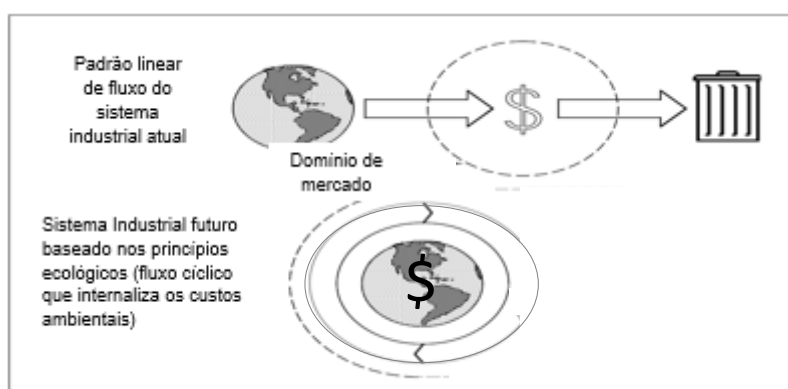 Padrão linear
de fluxo do
sistema
industrial atual
$
Domínio de
mercado
Sistema Industrial futuro
baseado nos princípios
ecológicos (fluxo cíclico
que internaliza os custos
ambientais)
$